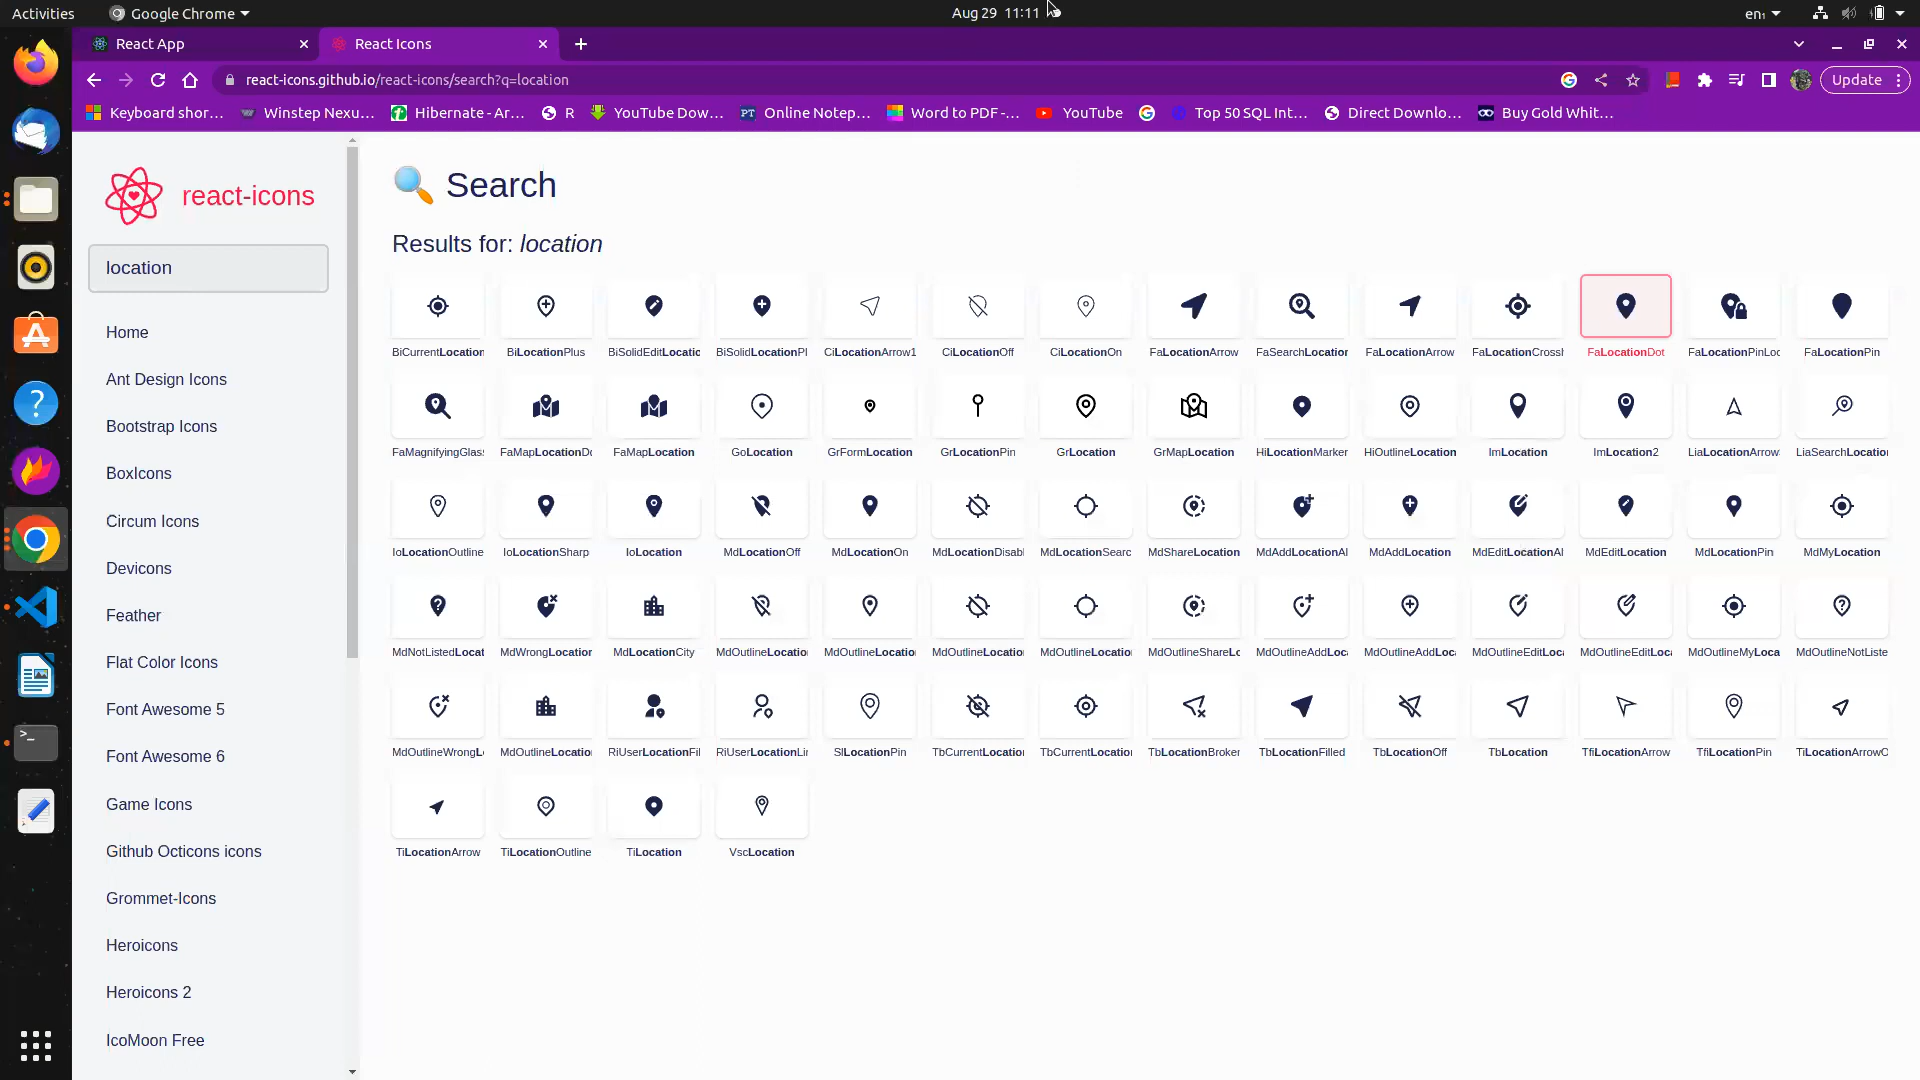 Activities
Google Chrome
Aug 29 11:11
en₁
React App
React Icons
react-icons.github.io/react-icons/search?q=location
Update
Keyboard shor...
Winstep Nexu...
Hibernate - Ar...
R
YouTube Dow...
Online Notep...
Word to PDF -...
YouTube
Top 50 SQL Int...
Direct Downlo...
Buy Gold Whit...
react-icons
location
Home
Ant Design Icons
Bootstrap Icons
BoxIcons
Circum Icons
Devicons
Feather
Flat Color Icons
Font Awesome 5
Font Awesome 6
Game Icons
Github Octicons icons
Grommet-Icons
Heroicons
Heroicons 2
IcoMoon Free
Search
Results for: location
BiCurrentLocation
BiLocationPlus
BiSolidEditLocatio
BiSolidLocationPl
CiLocationArrow1
CiLocationOff
CiLocationOn
FaLocationArrow
FaSearchLocation
FaLocationArrow
FaLocationCrossh
FaLocationDot
FaLocationPinLoc
FaLocationPin
FaMagnifyingGlas
FaMapLocationDo
FaMapLocation
GoLocation
GrFormLocation
GrLocationPin
GrLocation
GrMapLocation
HiLocationMarker
HiOutlineLocation
ImLocation
ImLocation2
LiaLocationArrow
LiaSearchLocation
IoLocationOutline
IoLocationSharp
IoLocation
MdLocationOff
MdLocationOn
MdLocationDisabl
MdLocationSearc
MdShareLocation
MdAddLocationAl
MdAddLocation
MdEditLocationAl
MdEditLocation
MdLocationPin
MdMyLocation
MdNotListedLocat
MdWrongLocation
MdLocationCity
MdOutlineLocatio
MdOutlineLocation
MdOutlineLocatio
MdOutlineLocatio
MdOutlineShareLo
MdOutlineAddLoca
MdOutlineAddLoca
MdOutlineEditLoca
MdOutlineEditLoca
MdOutlineMyLoca
MdOutlineNotListe
MdOutlineWrongLo
MdOutlineLocatio
RiUserLocationFil
RiUserLocationLin
SlLocationPin
TbCurrentLocatio
TbCurrentLocation
TbLocationBroken
TbLocationFilled
TbLocationOff
TbLocation
TfiLocationArrow
TfiLocationPin
TiLocationArrowO
TiLocationArrow
TiLocationOutline
TiLocation
VscLocation